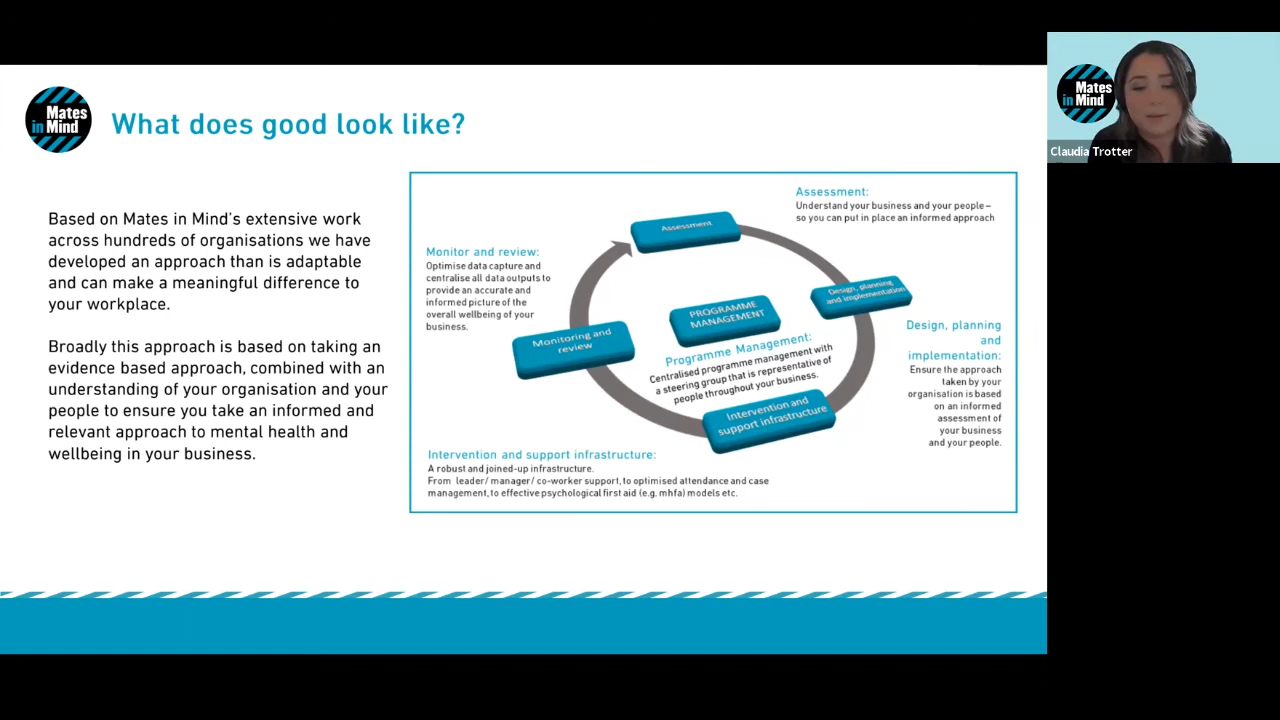 Mates
in Mind
What does good look like?
Based on Mates in Mind's extensive work
across hundreds of organisations we have
developed an approach than is adaptable
and can make a meaningful difference to
your workplace.
Broadly this approach is based on taking an
evidence based approach, combined with an
understanding of your organisation and your
people to ensure you take an informed and
relevant approach to mental health and
wellbeing in your business.
Assessment:
Understand your business and your people –
so you can put in place an informed approach
Assessment
Monitor and review:
Optimise data capture and
centralise all data outputs to
provide an accurate and
informed picture of the
overall wellbeing of your
business.
Design, planning
and implementation
PROGRAMME
MANAGEMENT
Monitoring and
review
Programme Management:
Centralised programme management with
a steering group that is representative of
people throughout your business.
Design, planning
and
implementation:
Ensure the approach
taken by your
organisation is based
on an informed
assessment of
your business
and your people.
Intervention and
support infrastructure
Intervention and support infrastructure:
A robust and joined-up infrastructure.
From leader/ manager/ co-worker support, to optimised attendance and case
management, to effective psychological first aid (e.g. mhfa) models etc.
Mates
in Mind
Claudia Trotter